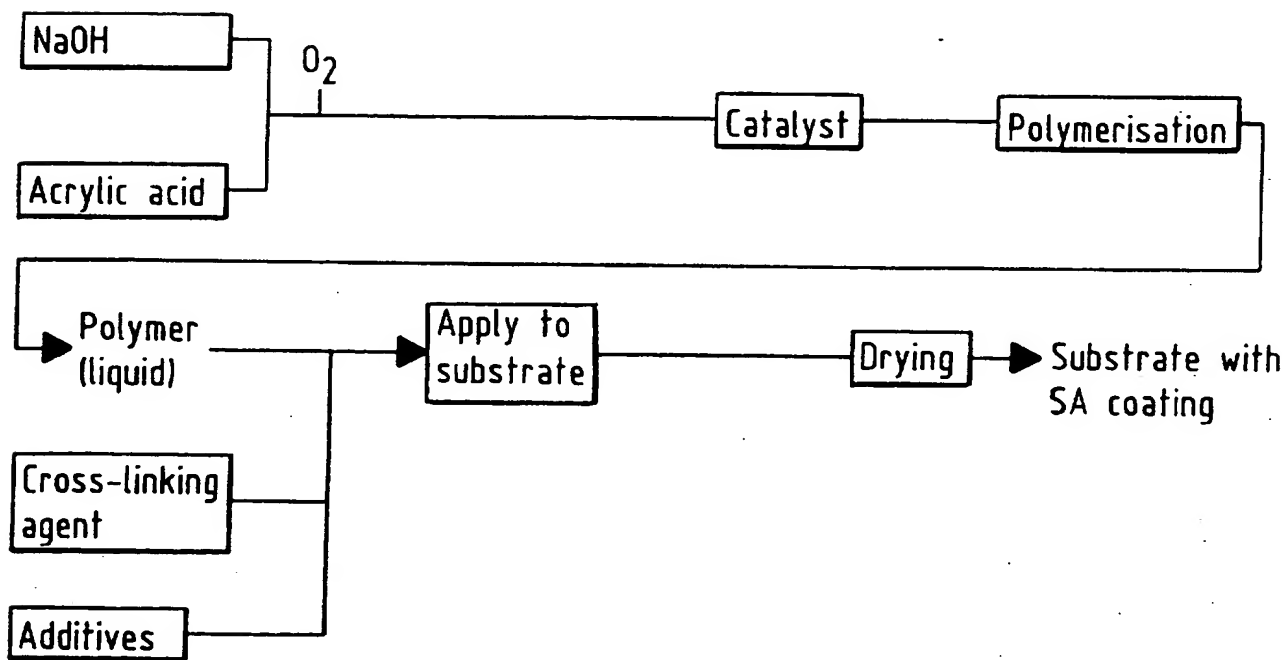 NaOH
O2
Catalyst
Polymerisation
Acrylic acid
Polymer
(liquid)
Apply to
substrate
Drying
Substrate with
SA coating
Cross-linking
agent
Additives